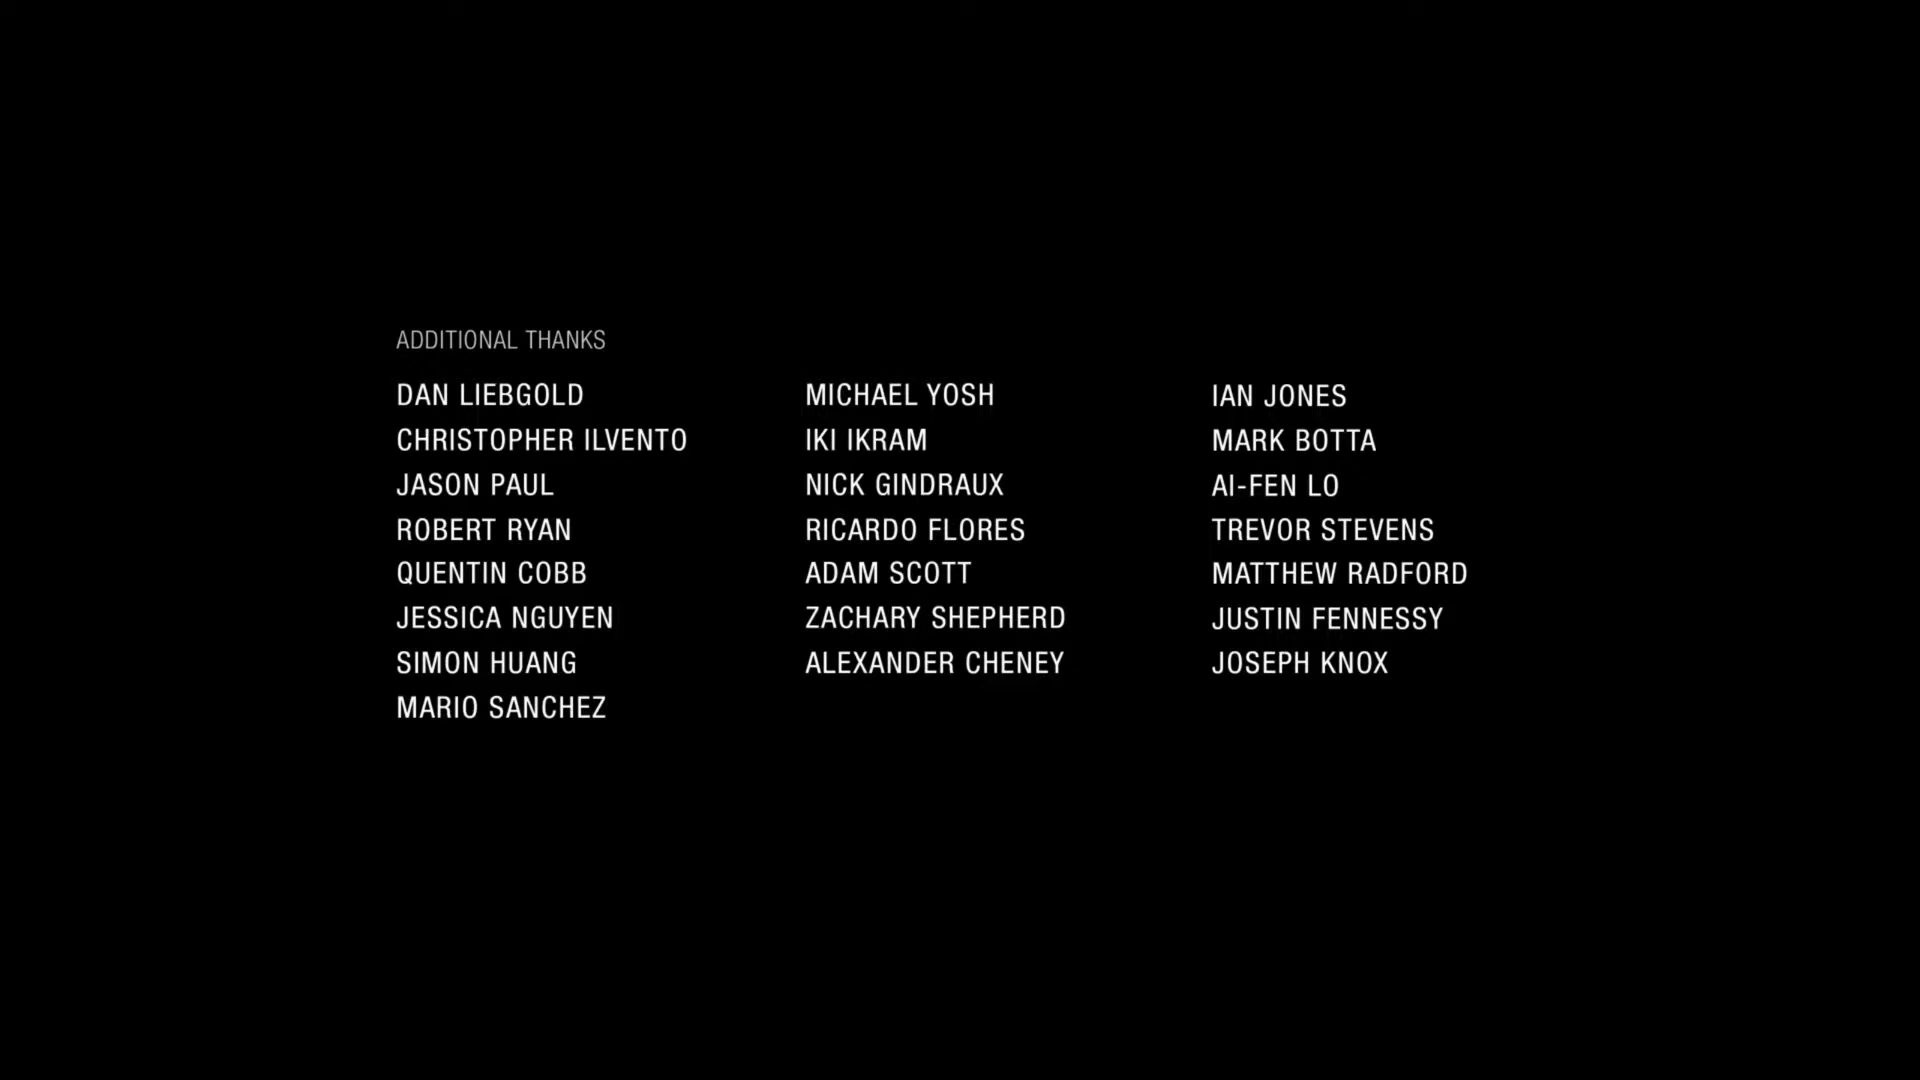 ADDITIONAL THANKS
DAN LIEBGOLD
CHRISTOPHER ILVENTO
JASON PAUL
ROBERT RYAN
QUENTIN COBB
JESSICA NGUYEN
SIMON HUANG
MARIO SANCHEZ
MICHAEL YOSH
IKI IKRAM
NICK GINDRAUX
RICARDO FLORES
ADAM SCOTT
ZACHARY SHEPHERD
ALEXANDER CHENEY
IAN JONES
MARK BOTTA
AI-FEN LO
TREVOR STEVENS
MATTHEW RADFORD
JUSTIN FENNESSY
JOSEPH KNOX